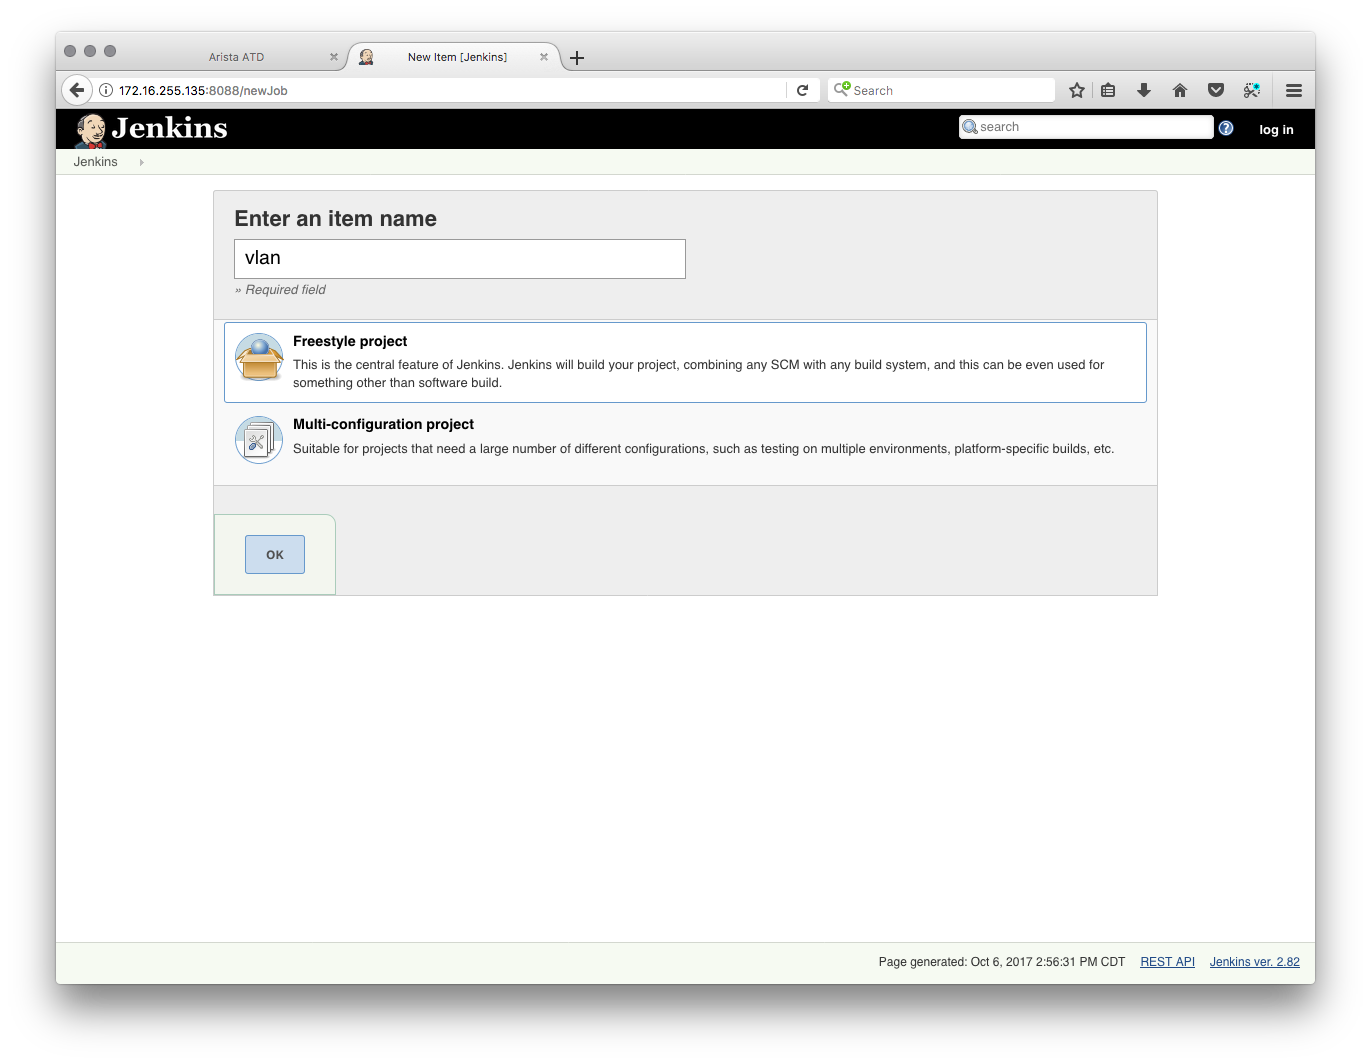 Arista ATD
New Item [Jenkins]
172.16.255.135:8088/newJob
Search
Jenkins
search
log in
Jenkins
Enter an item name
vlan
» Required field
Freestyle project
This is the central feature of Jenkins. Jenkins will build your project, combining any SCM with any build system, and this can be even used for
something other than software build.
Multi-configuration project
Suitable for projects that need a large number of different configurations, such as testing on multiple environments, platform-specific builds, etc.
OK
Page generated: Oct 6, 2017 2:56:31 PM CDT REST API Jenkins ver. 2.82